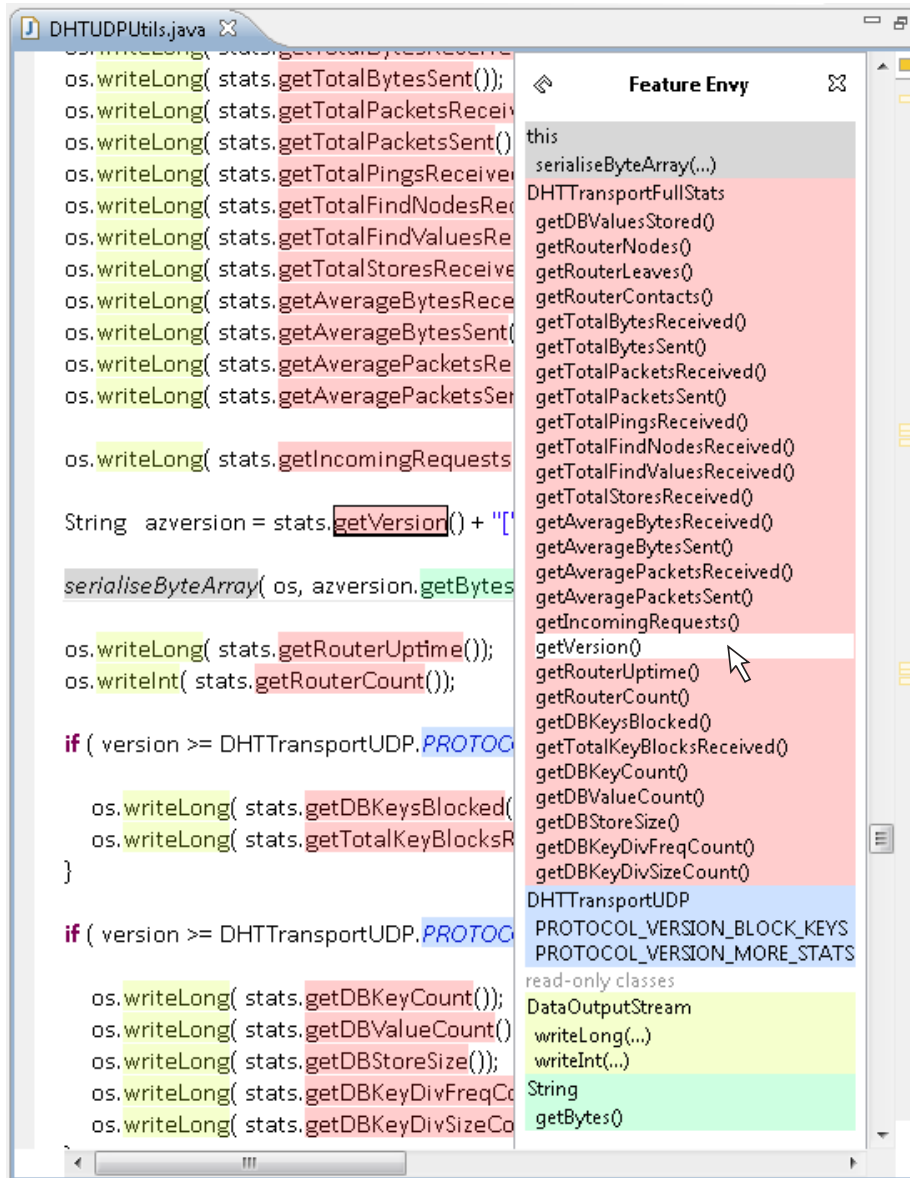 DHTUDPUtils.java
os.writeLong( stats.getTotalBytesSent());
os.writeLong( stats.getTotalPacketsReceiv
os.writeLong( stats.getTotalPacketsSent()
os.writeLong( stats.getTotalPingsReceived
os.writeLong( stats.getTotalFindNodesRec
os.writeLong( stats.getTotalFindValuesRe
os.writeLong( stats.getTotalStoresReceive
os.writeLong( stats.getAverageBytesRece
os.writeLong( stats.getAverageBytesSent(
os.writeLong( stats.getAveragePacketsRe
os.writeLong( stats.getAveragePacketsSen
os.writeLong( stats.getIncomingRequests
String azversion = stats.getVersion() + "["
serialiseByteArray( os, azversion.getBytes
os.writeLong( stats.getRouterUptime());
os.writeInt( stats.getRouterCount());
if ( version >= DHTTransportUDP.PROTOC
os.writeLong( stats.getDBKeysBlocked(
os.writeLong( stats.getTotalKeyBlocksR
}
if ( version >= DHTTransportUDP.PROTOC
os.writeLong( stats.getDBKeyCount());
os.writeLong( stats.getDBValueCount()
os.writeLong( stats.getDBStoreSize());
os.writeLong( stats.getDBKeyDivFreqCo
os.writeLong( stats.getDBKeyDivSizeCo
Feature Envy
this
serialiseByteArray(...)
DHTTransportFullStats
getDBValuesStored()
getRouterNodes()
getRouterLeaves()
getRouterContacts()
getTotalBytesReceived()
getTotalBytesSent()
getTotalPacketsReceived()
getTotalPacketsSent()
getTotalPingsReceived()
getTotalFindNodesReceived()
getTotalFindValuesReceived()
getTotalStoresReceived()
getAverageBytesReceived()
getAverageBytesSent()
getAveragePacketsReceived()
getAveragePacketsSent()
getIncomingRequests()
getVersion()
getRouterUptime()
getRouterCount()
getDBKeysBlocked()
getTotalKeyBlocksReceived()
getDBKeyCount()
getDBValueCount()
getDBStoreSize()
getDBKeyDivFreqCount()
getDBKeyDivSizeCount()
DHTTransportUDP
PROTOCOL_VERSION_BLOCK_KEYS
PROTOCOL_VERSION_MORE_STATS
read-only classes
DataOutputStream
writeLong(...)
writeInt(...)
String
getBytes()